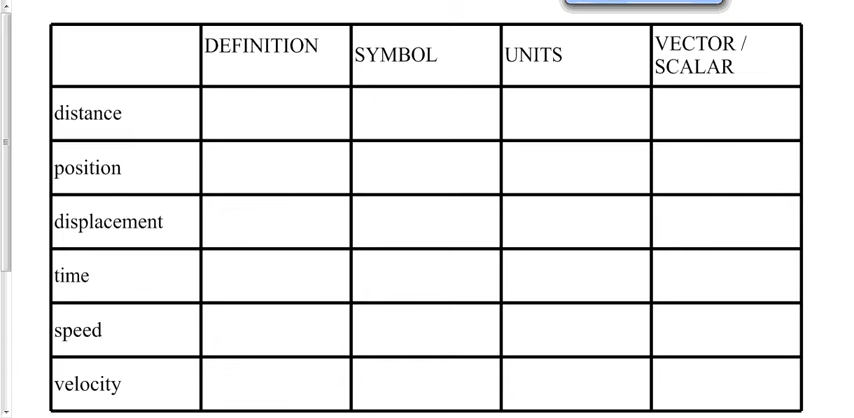 DEFINITION
SYMBOL
UNITS
VECTOR /
SCALAR
distance
position
displacement
time
speed
velocity